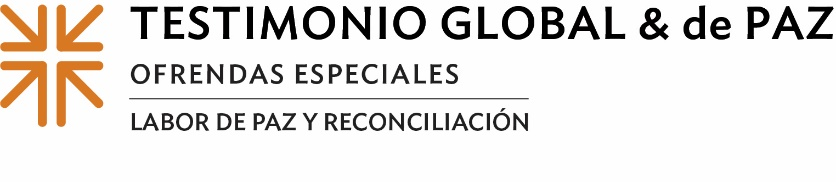 TESTIMONIO GLOBAL & de PAZ
OFRENDAS ESPECIALES
LABOR DE PAZ Y RECONCILIACIÓN